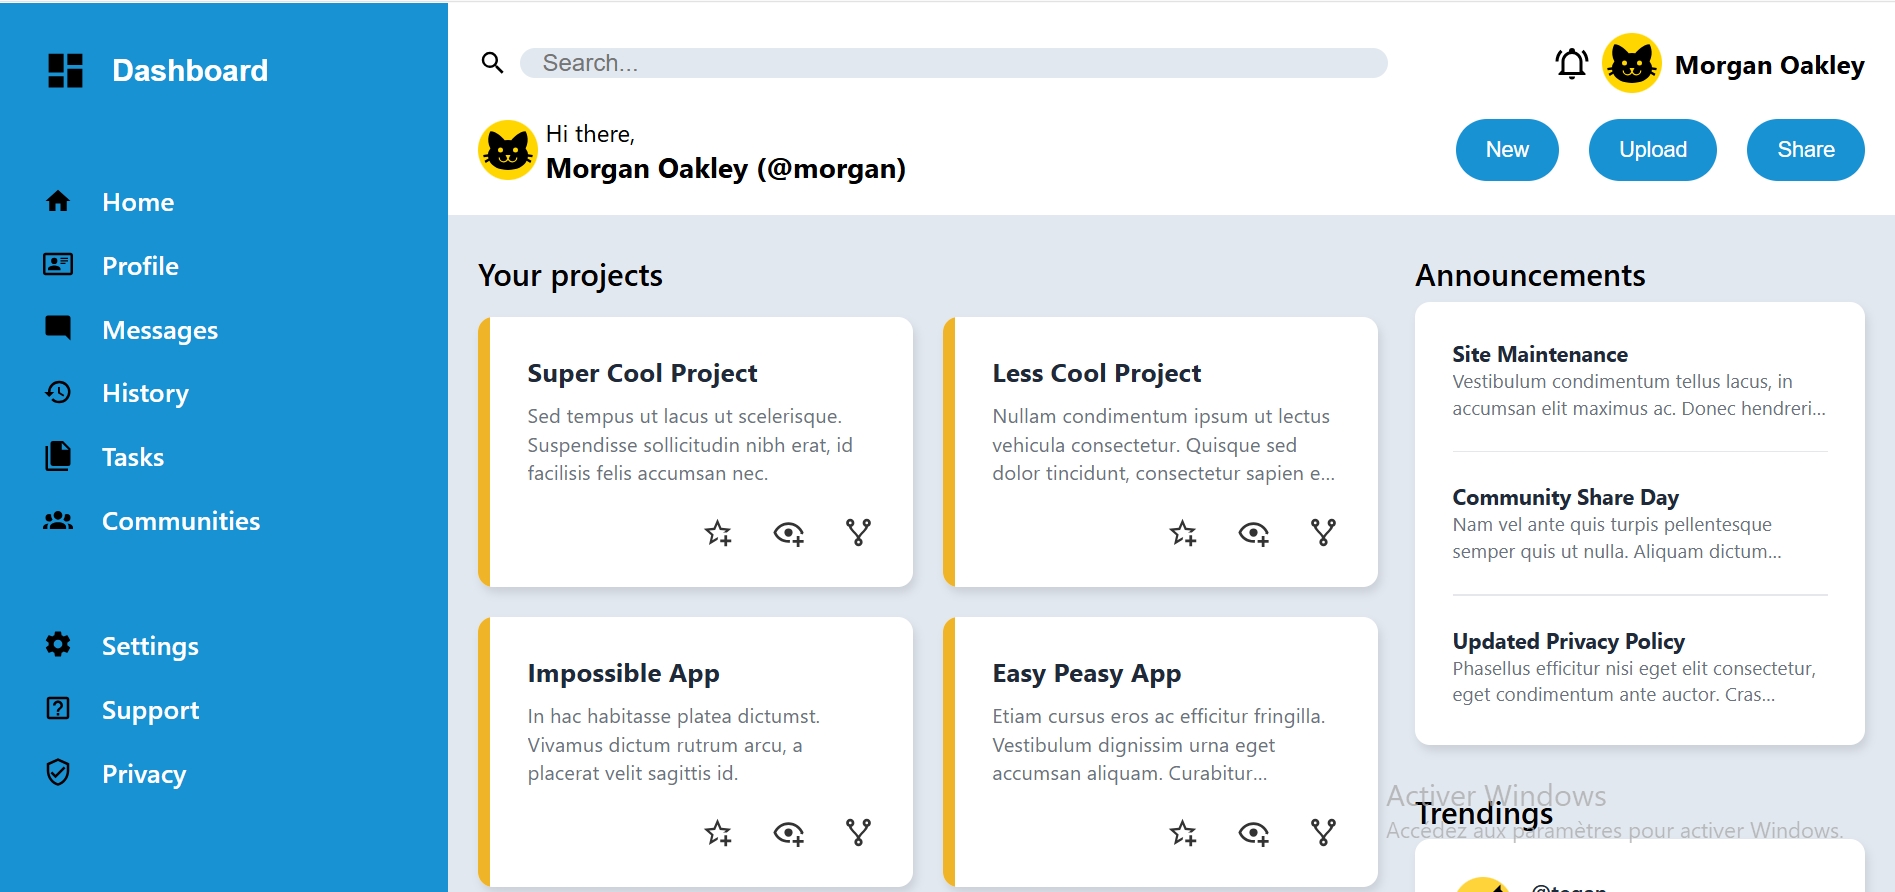 Dashboard
Home
Profile
Messages
History
Tasks
Communities
Settings
Support
Privacy
Search...
Morgan Oakley
Hi there,
Morgan Oakley (@morgan)
New
Upload
Share
Your projects
Super Cool Project
Sed tempus ut lacus ut scelerisque.
Suspendisse sollicitudin nibh erat, id
facilisis felis accumsan nec.
Less Cool Project
Nullam condimentum ipsum ut lectus
vehicula consectetur. Quisque sed
dolor tincidunt, consectetur sapien e...
Impossible App
In hac habitasse platea dictumst.
Vivamus dictum rutrum arcu, a
placerat velit sagittis id.
Easy Peasy App
Etiam cursus eros ac efficitur fringilla.
Vestibulum dignissim urna eget
accumsan aliquam. Curabitur...
Announcements
Site Maintenance
Vestibulum condimentum tellus lacus, in
accumsan elit maximus ac. Donec hendreri...
Community Share Day
Nam vel ante quis turpis pellentesque
semper quis ut nulla. Aliquam dictum...
Updated Privacy Policy
Phasellus efficitur nisi eget elit consectetur,
eget condimentum ante auctor. Cras...
Activer Windows
Trendings
Accédez aux paramètres pour activer Windows.